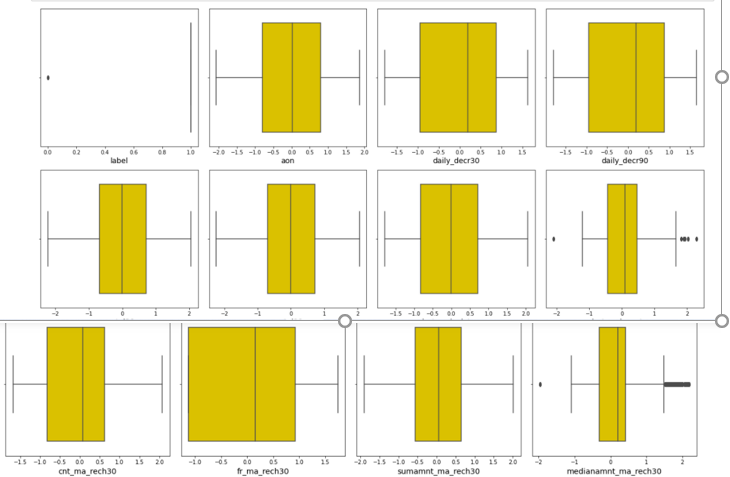 0.0 0.2 0.4 0.6 0.8 1.0
−2.0 −1.5 −1.0 −0.5 0.0 0.5 1.0 1.5 2.0
−1.5 −1.0 −0.5 0.0 0.5 1.0 1.5
−1.5 −1.0 −0.5 0.0 0.5 1.0 1.5
label
aon
daily_decr30
daily_decr90
−2 −1 0 1 2
−2 −1 0 1 2
−1.5 −1.0 −0.5 0.0 0.5 1.0 1.5 2.0
−2 −1 0 1 2
−1.5 −1.0 −0.5 0.0 0.5 1.0 1.5 2.0
−1.0 −0.5 0.0 0.5 1.0 1.5
−2.0 −1.5 −1.0 −0.5 0.0 0.5 1.0 1.5 2.0
−2 −1 0 1 2
cnt_ma_rech30
fr_ma_rech30
sumamnt_ma_rech30
medianamnt_ma_rech30